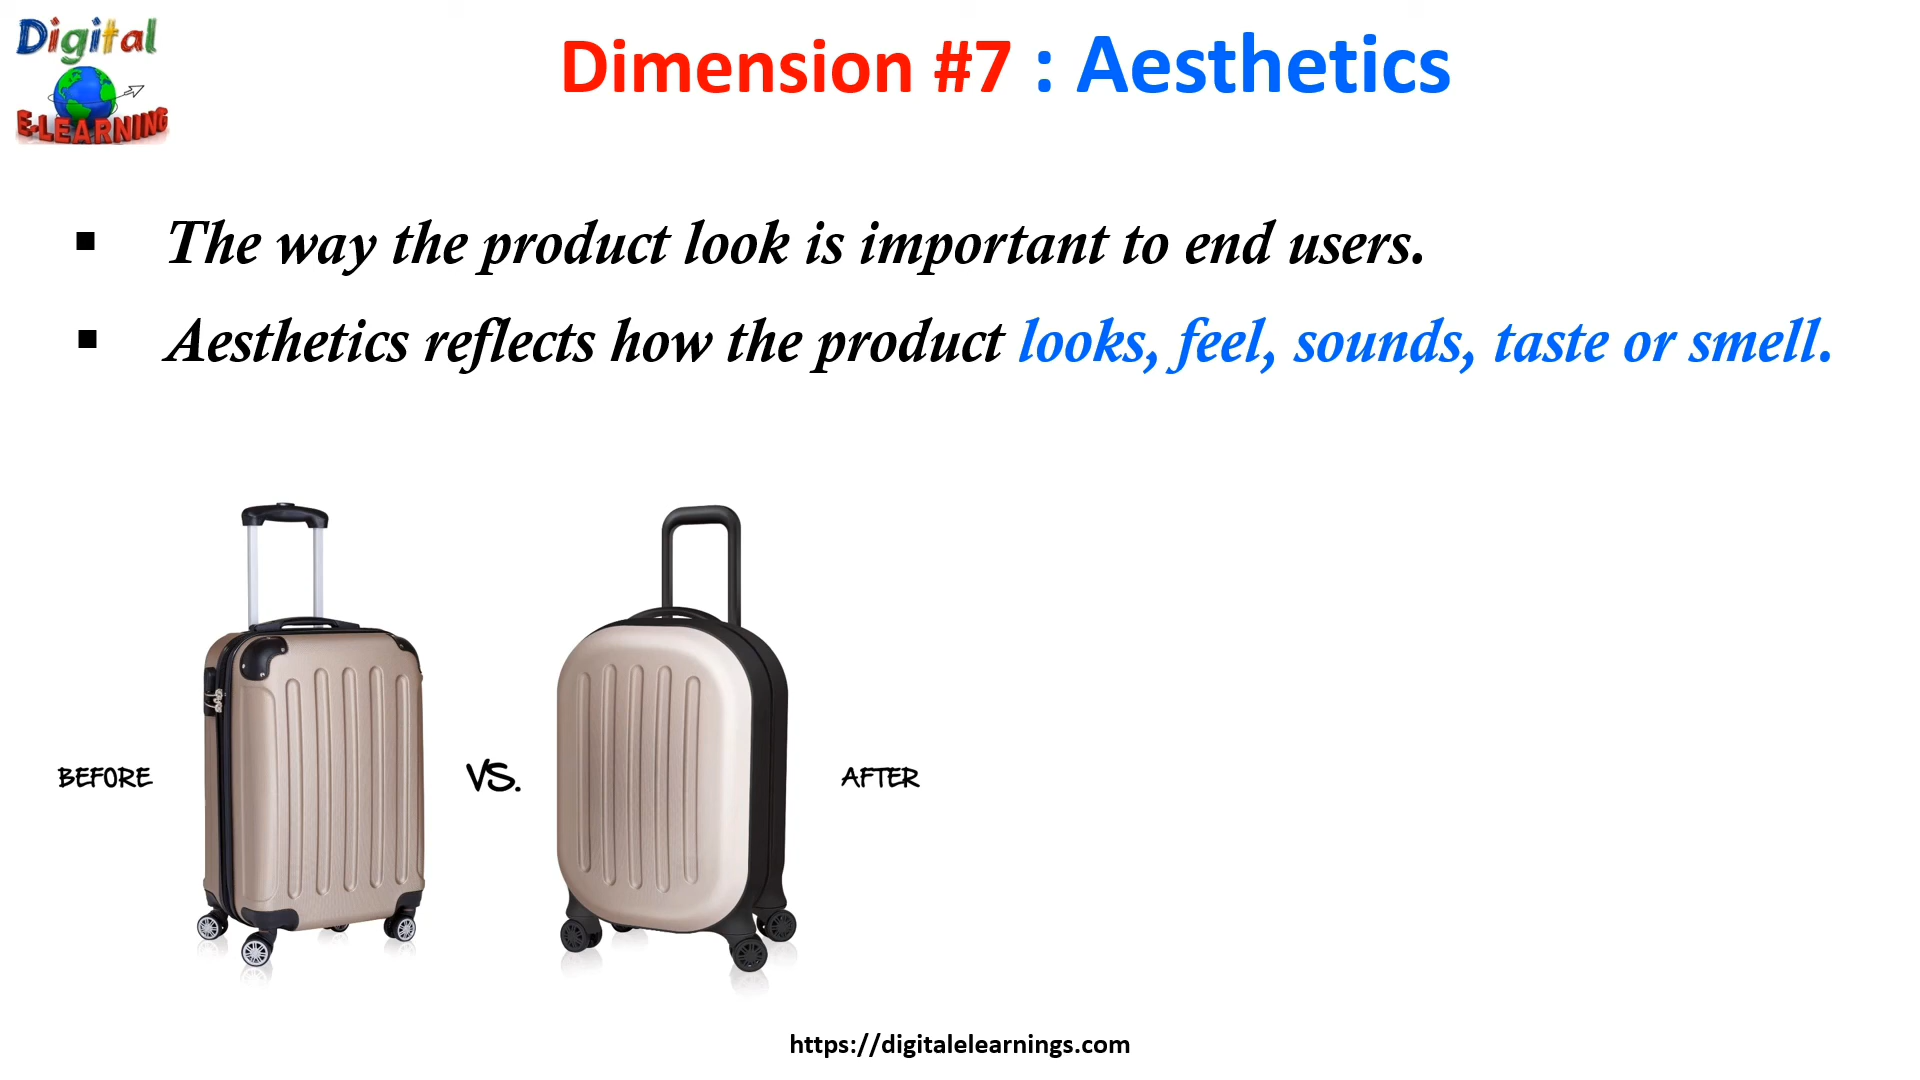 Digital
E-LEARNING
Dimension #7 : Aesthetics
▪ The way the product look is important to end users.
▪ Aesthetics reflects how the product looks, feel, sounds, taste or smell.
BEFORE
VS.
AFTER
https://digitalelearnings.com